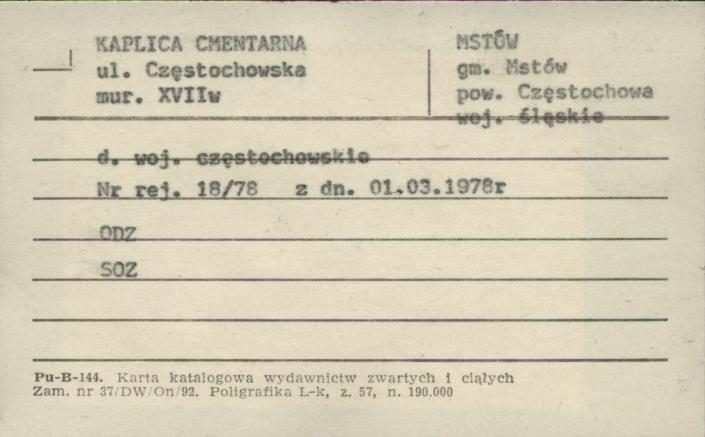 KAPLICA CMENTARNA
ul. Częstochowska
mur. XVIIw
MSTÓW
gm. Mstów
pow. Częstochowa
woj. śląskie
d. woj. częstochowskie
Nr rej. 18/78 z dn. 01.03.1978r
ODZ
SOZ
Pu-B-144. Karta katalogowa wydawnictw zwartych i ciąłych
Zam. nr 37/DW/On/92. Poligrafika L-k, z. 57, n. 190.000